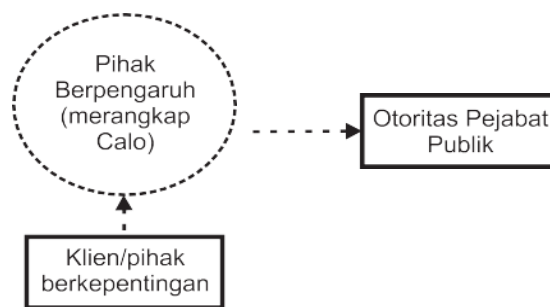 Pihak
Berpengaruh
(merangkap
Calo)
Otoritas Pejabat
Publik
Klien/pihak
berkepentingan